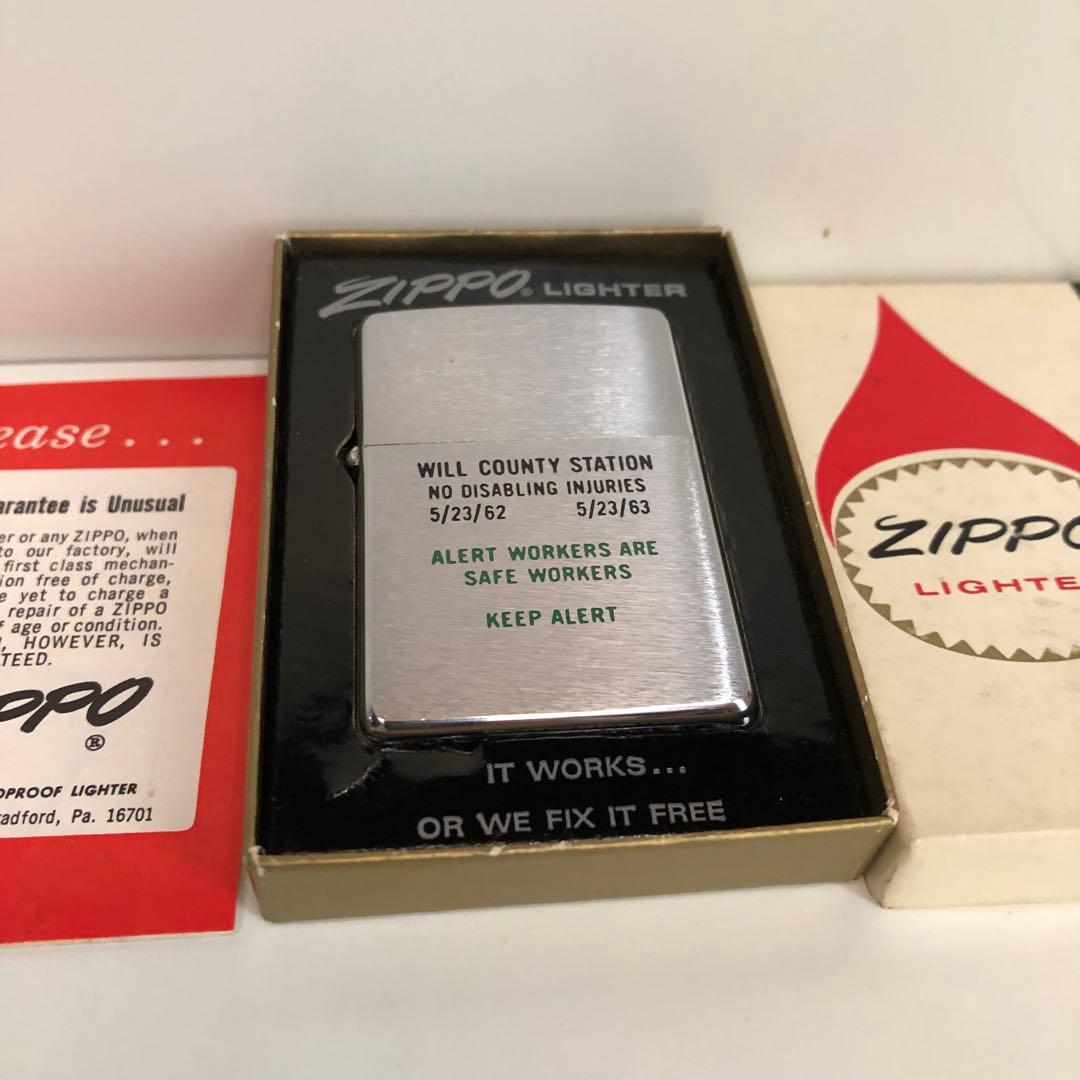 ease...
arantee is Unusual
er or any ZIPPO, when
to our factory, will
first class mechan-
ion free of charge,
e yet to charge a
repair of a ZIPPO
f age or condition.
, HOWEVER, IS
TEED.
PPO
®
DPROOF LIGHTER
adford, Pa. 16701
ZIPPO® LIGHTER
WILL COUNTY STATION
NO DISABLING INJURIES
5/23/62 5/23/63
ALERT WORKERS ARE
SAFE WORKERS
KEEP ALERT
IT WORKS...
OR WE FIX IT FREE
ZIPPO
LIGHTE